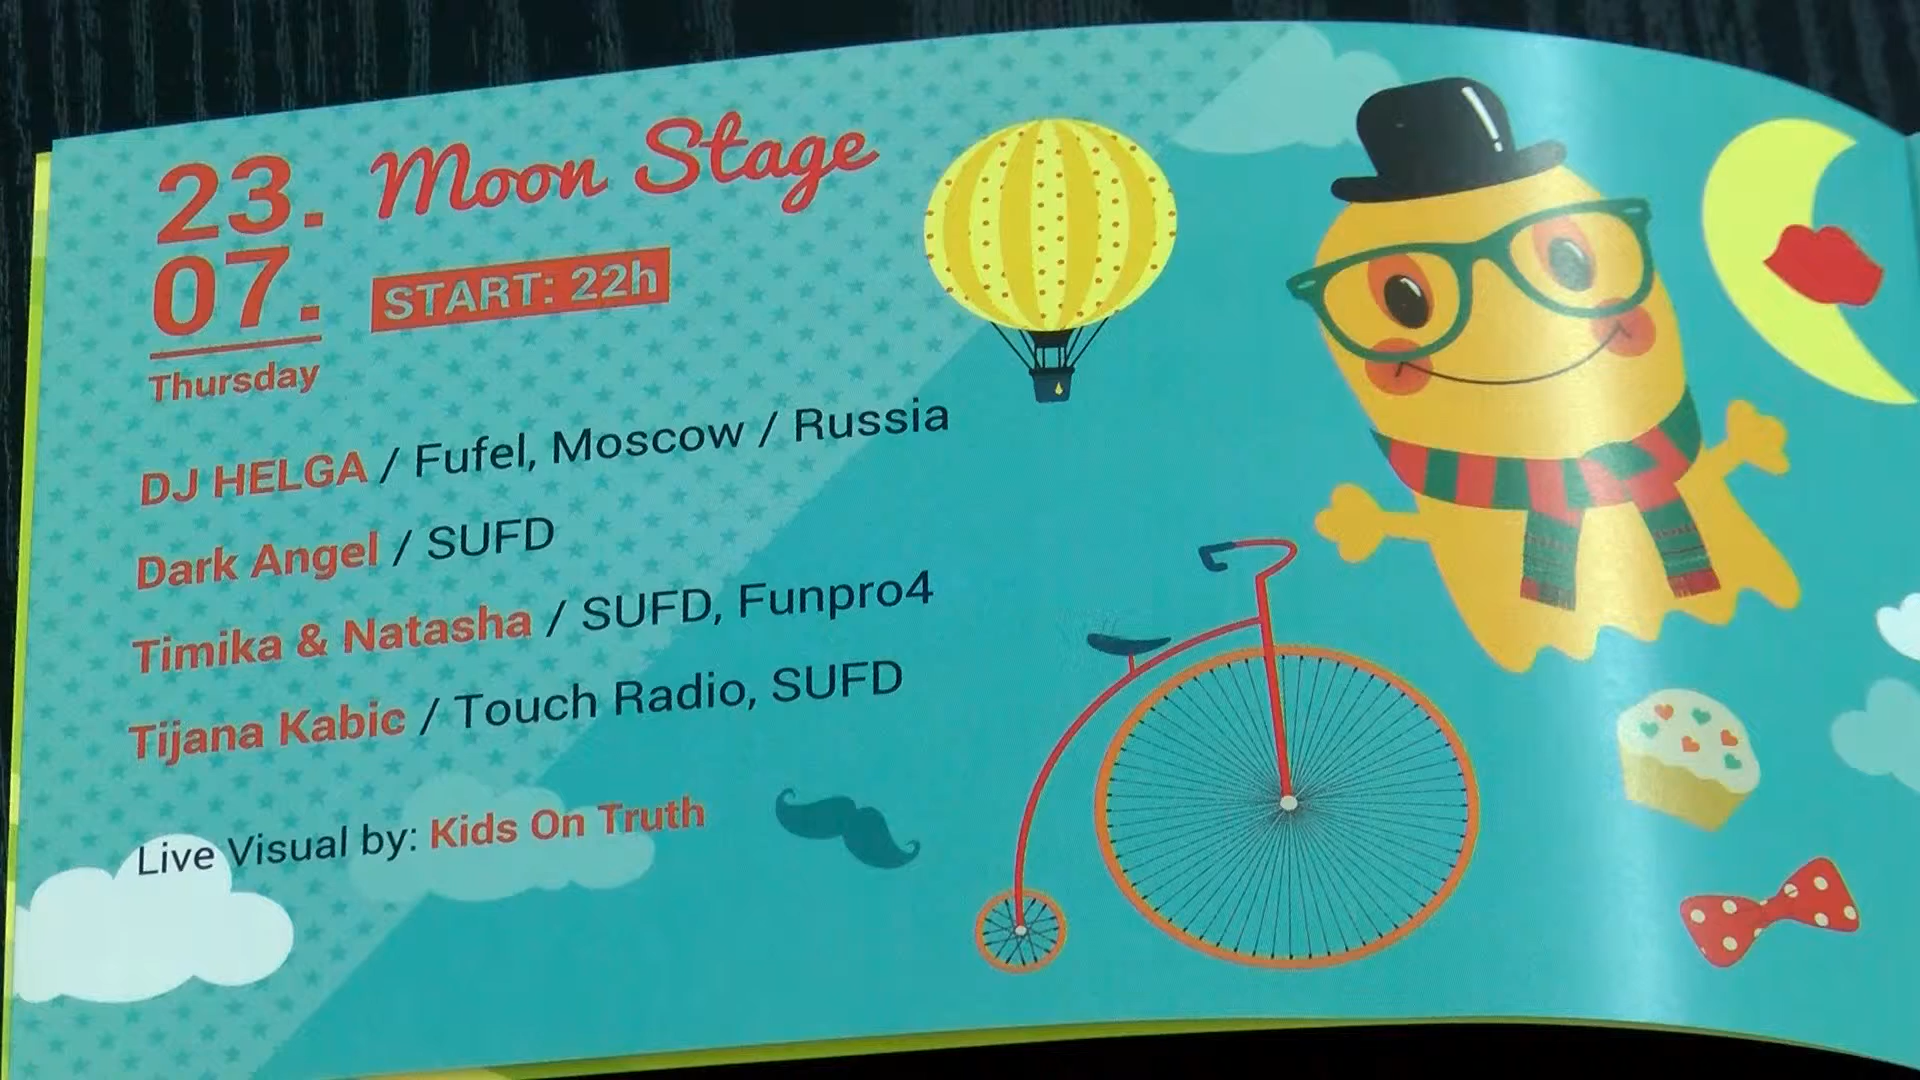 23.
07.
Thursday
Moon Stage
START: 22h
DJ HELGA / Fufel, Moscow / Russia
Dark Angel / SUFD
Timika & Natasha / SUFD, Funpro4
Tijana Kabic / Touch Radio, SUFD
Live Visual by: Kids On Truth